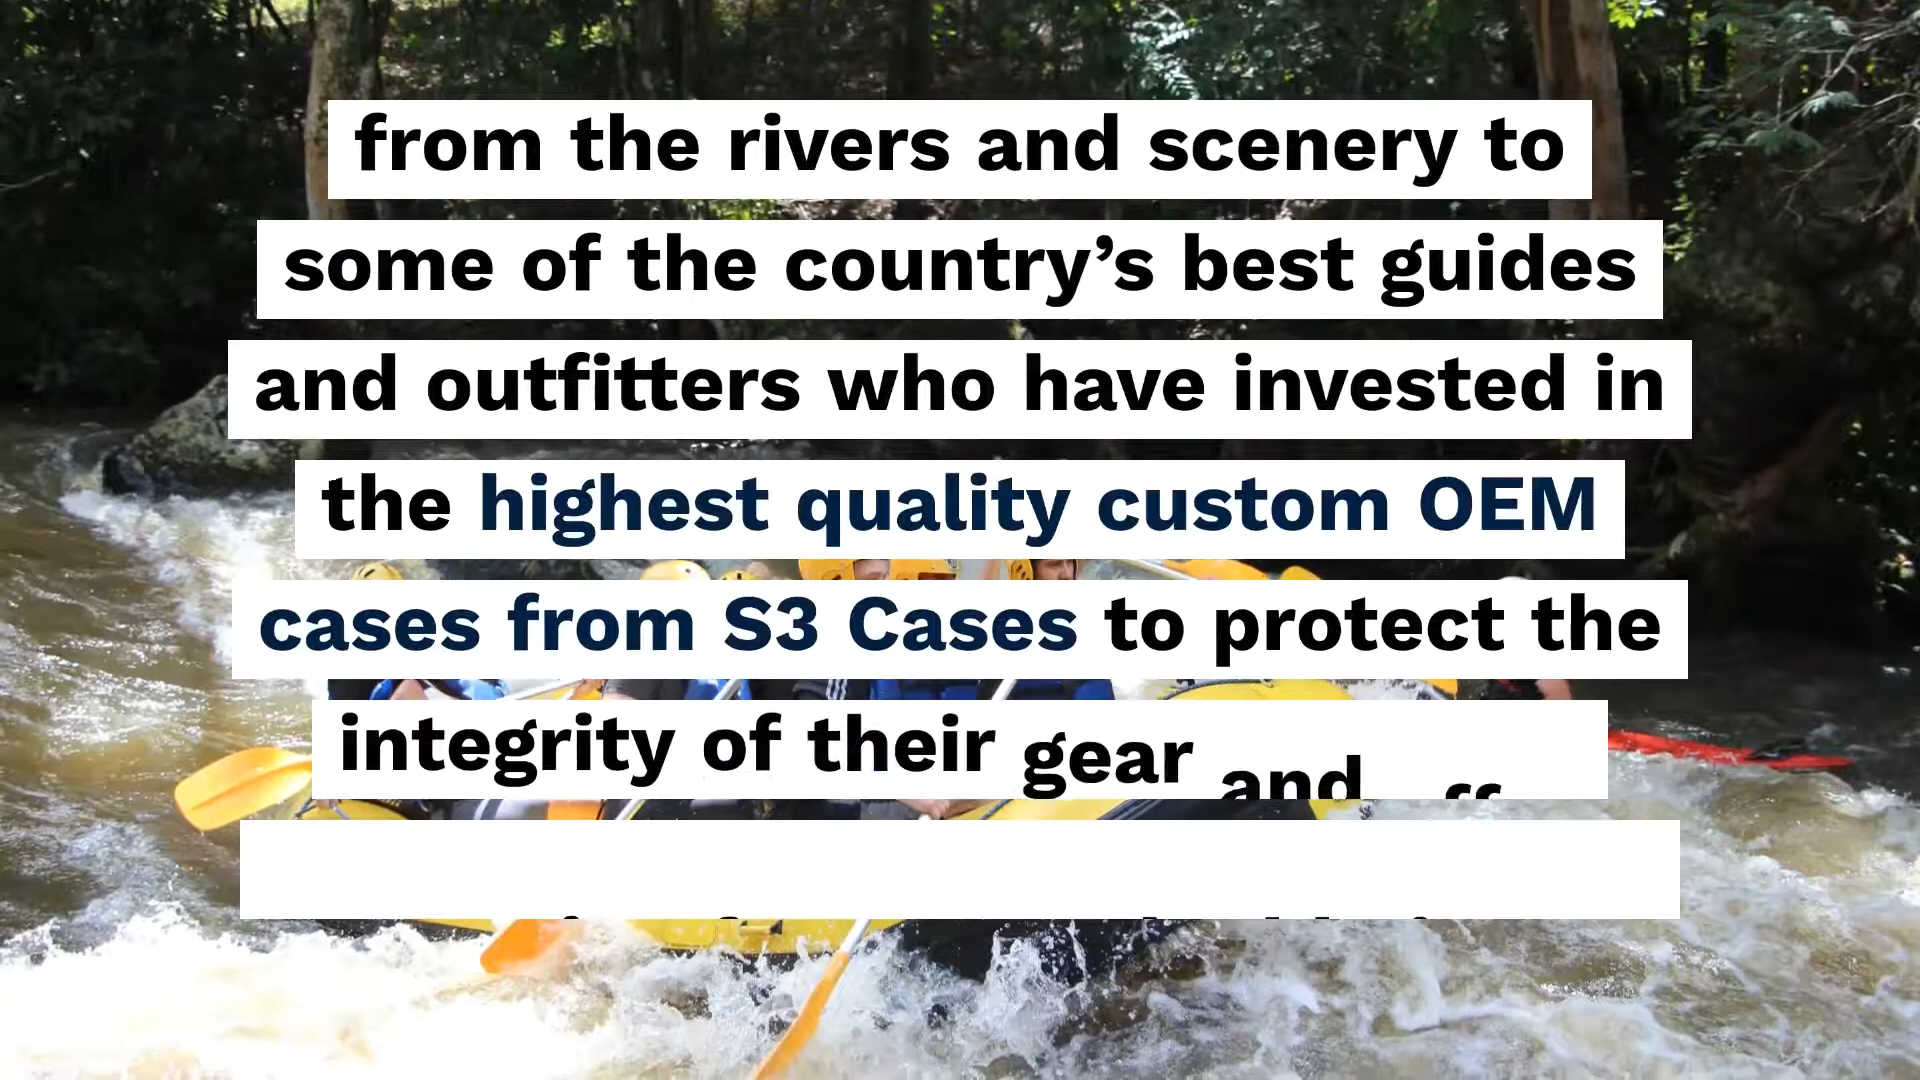 from the rivers and scenery to
some of the country’s best guides
and outfitters who have invested in
the highest quality custom OEM
cases from S3 Cases to protect the
integrity of their gear and